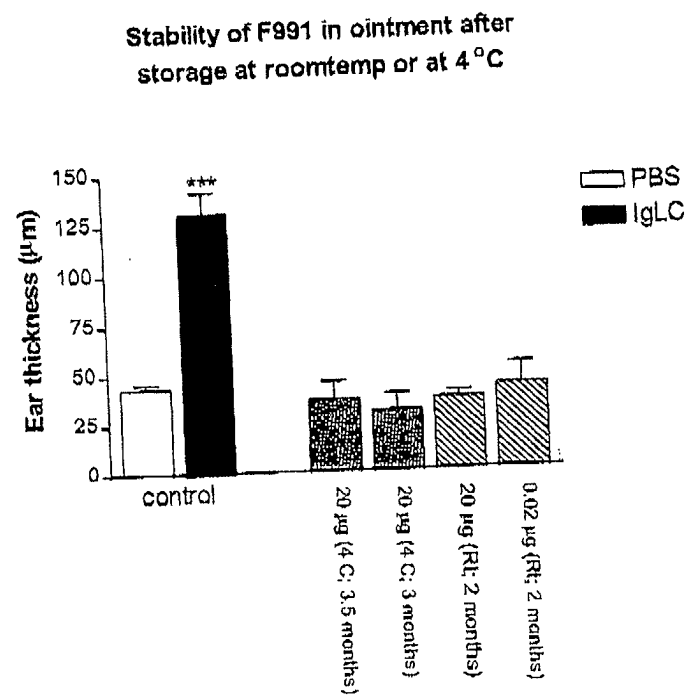 Stability of F991 in ointment after
storage at roomtemp or at 4°C
150
125
100
75
50
25
0
Ear thickness (μm)
***
PBS
IgLC
control
20 μg (4 C; 3.5 months)
20 μg (4 C; 3 months)
20 μg (Rt; 2 months)
0.02 μg (Rt; 2 months)